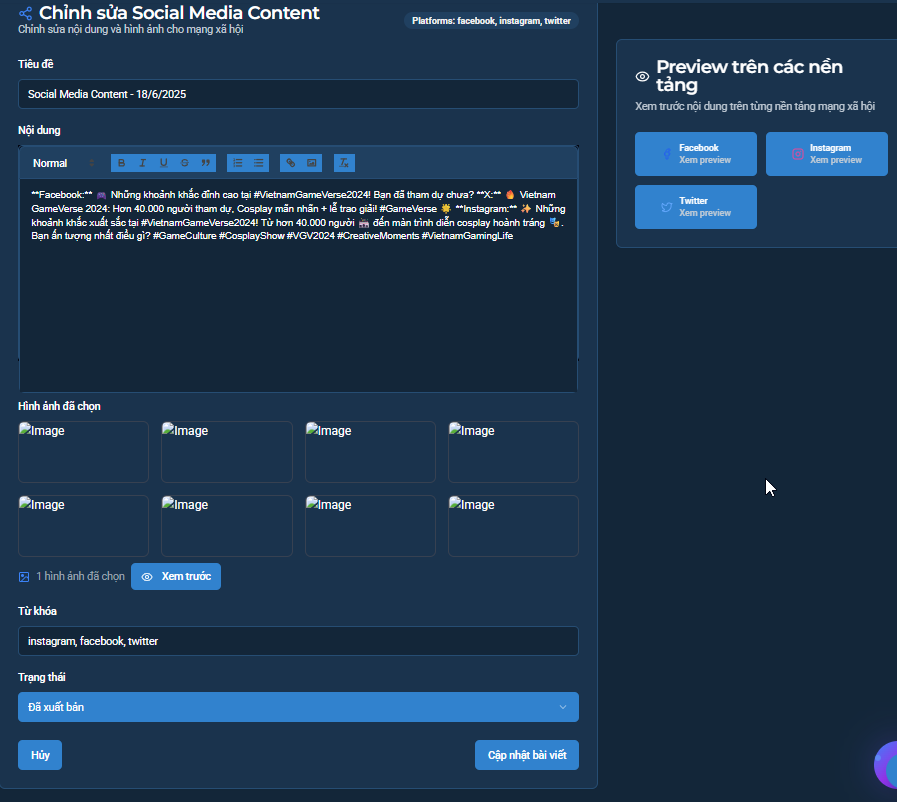 Chỉnh sửa Social Media Content
Chỉnh sửa nội dung và hình ảnh cho mạng xã hội
Platforms: facebook, instagram, twitter
Tiêu đề
Social Media Content - 18/6/2025
Nội dung
Normal
**Facebook:** 🎮 Những khoảnh khắc đỉnh cao tại #VietnamGameVerse2024! Bạn đã tham dự chưa? **X:** 🔥 Vietnam
GameVerse 2024: Hơn 40.000 người tham dự, Cosplay mãn nhãn + lễ trao giải! #GameVerse 🌟 **Instagram:** ✨ Những
khoảnh khắc xuất sắc tại #VietnamGameVerse2024! Từ hơn 40.000 người 🏟️ đến màn trình diễn cosplay hoành tráng 🎭.
Bạn ấn tượng nhất điều gì? #GameCulture #CosplayShow #VGV2024 #CreativeMoments #VietnamGamingLife
Hình ảnh đã chọn
Image Image Image Image
Image Image Image Image
1 hình ảnh đã chọn Xem trước
Từ khóa
instagram, facebook, twitter
Trạng thái
Đã xuất bản
Hủy Cập nhật bài viết
Preview trên các nền
tảng
Xem trước nội dung trên từng nền tảng mạng xã hội
Facebook
Xem preview
Instagram
Xem preview
Twitter
Xem preview